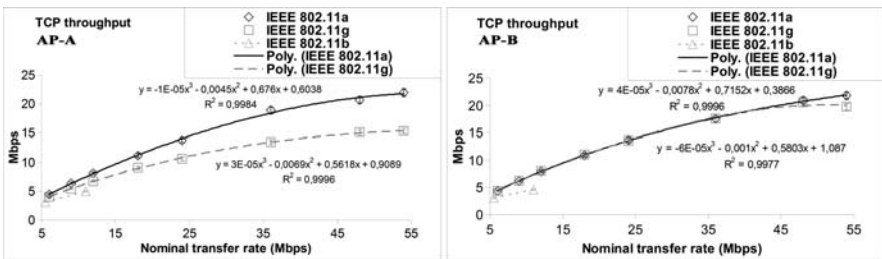 TCP throughput
AP-A
IEEE 802.11a
IEEE 802.11g
IEEE 802.11b
Poly. (IEEE 802.11a)
Poly. (IEEE 802.11g)
y = -1E-05x³ - 0,0045x² + 0,676x + 0,6038
R² = 0,9984
y = 3E-05x³ - 0,0069x² + 0,5618x + 0,9089
R² = 0,9996
Mbps
25
20
15
10
5
0
5 15 25 35 45 55
Nominal transfer rate (Mbps)
TCP throughput
AP-B
IEEE 802.11a
IEEE 802.11g
IEEE 802.11b
Poly. (IEEE 802.11a)
Poly. (IEEE 802.11g)
y = 4E-05x³ - 0,0078x² + 0,7152x + 0,3866
R² = 0,9996
y = -6E-05x³ - 0,001x² + 0,5803x + 1,087
R² = 0,9977
Mbps
25
20
15
10
5
0
5 15 25 35 45 55
Nominal transfer rate (Mbps)